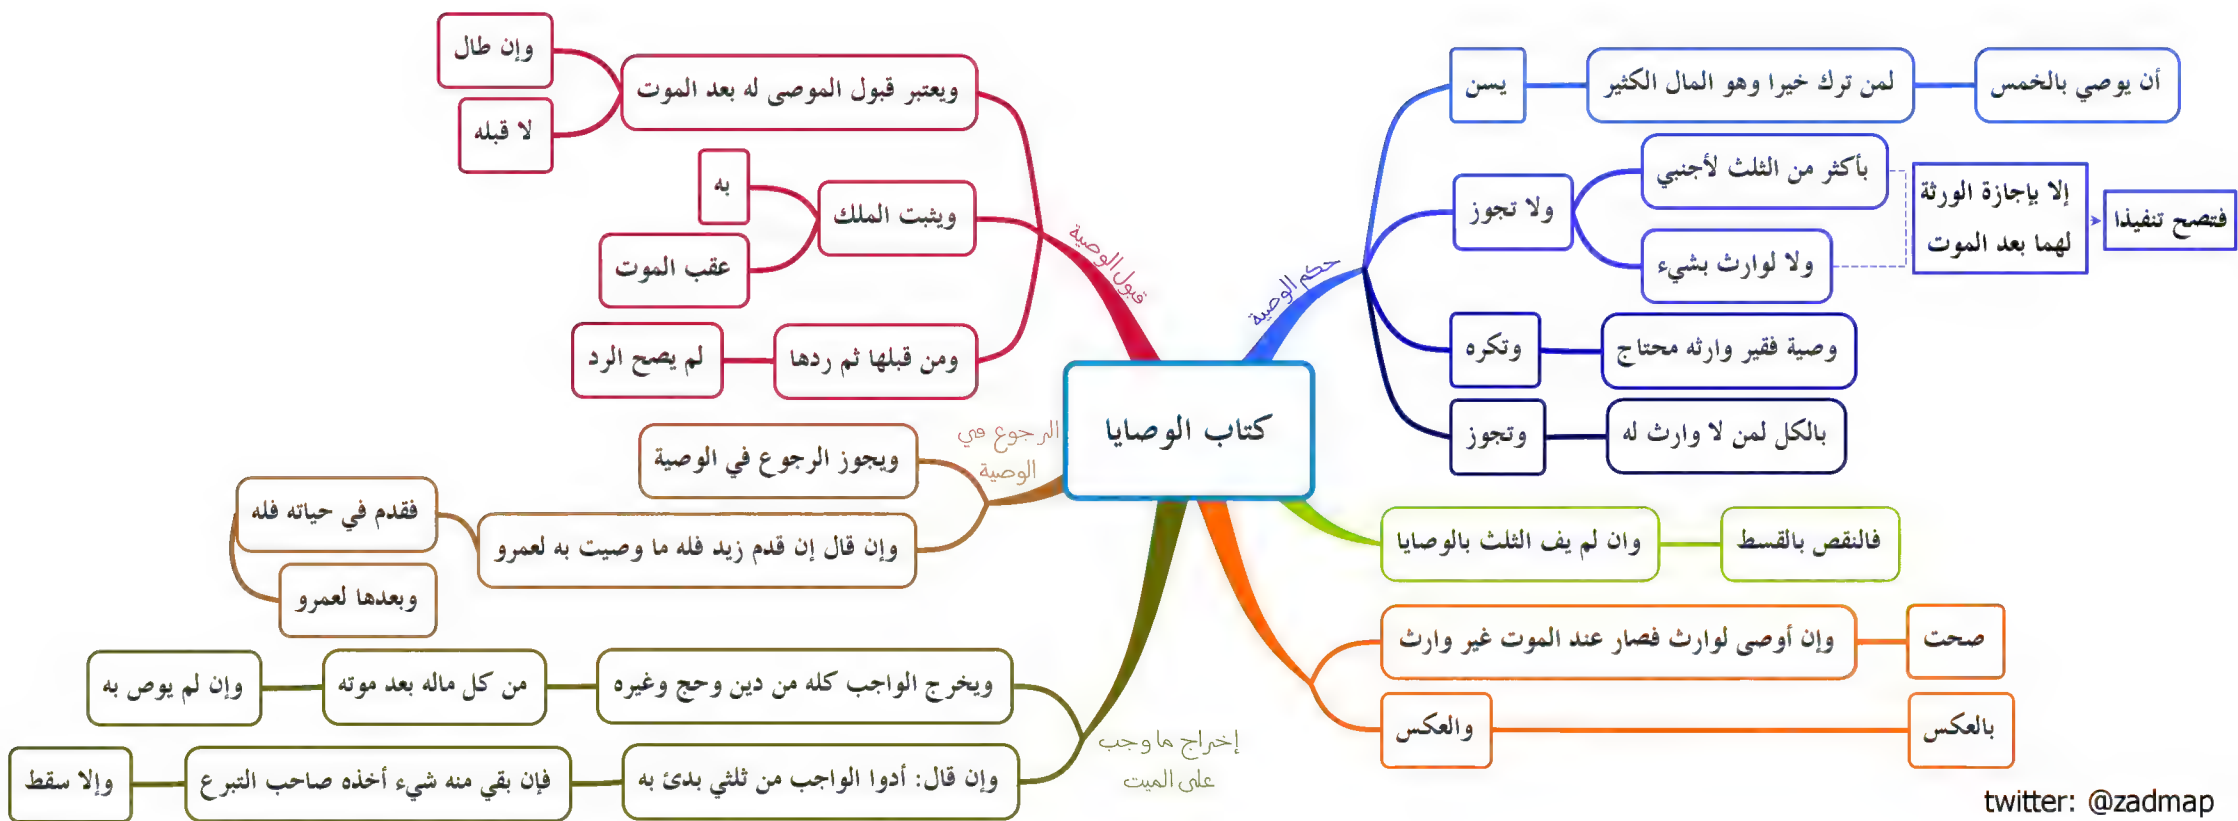 كتاب الوصايا
حكم الوصية
يسن
لمن ترك خيرا وهو المال الكثير
أن يوصي بالخمس
ولا تجوز
بأكثر من الثلث لأجنبي
ولا لوارث بشيء
إلا بإجازة الورثة
لهما بعد الموت
فتصح تنفيذا
وتكره
وصية فقير وارثه محتاج
وتجوز
بالكل لمن لا وارث له
وان لم يف الثلث بالوصايا
فالنقص بالقسط
وإن أوصى لوارث فصار عند الموت غير وارث
صحت
والعكس
بالعكس
قبول الوصية
ويعتبر قبول الموصى له بعد الموت
وإن طال
لا قبله
ويثبت الملك
به
عقب الموت
ومن قبلها ثم ردها
لم يصح الرد
الرجوع في
الوصية
ويجوز الرجوع في الوصية
وإن قال إن قدم زيد فله ما وصيت به لعمرو
فقدم في حياته فله
وبعدها لعمرو
إخراج ما وجب
على الميت
ويخرج الواجب كله من دين وحج وغيره
من كل ماله بعد موته
وإن لم يوص به
وإن قال: أدوا الواجب من ثلثي بدئ به
فإن بقي منه شيء أخذه صاحب التبرع
وإلا سقط
twitter: @zadmap